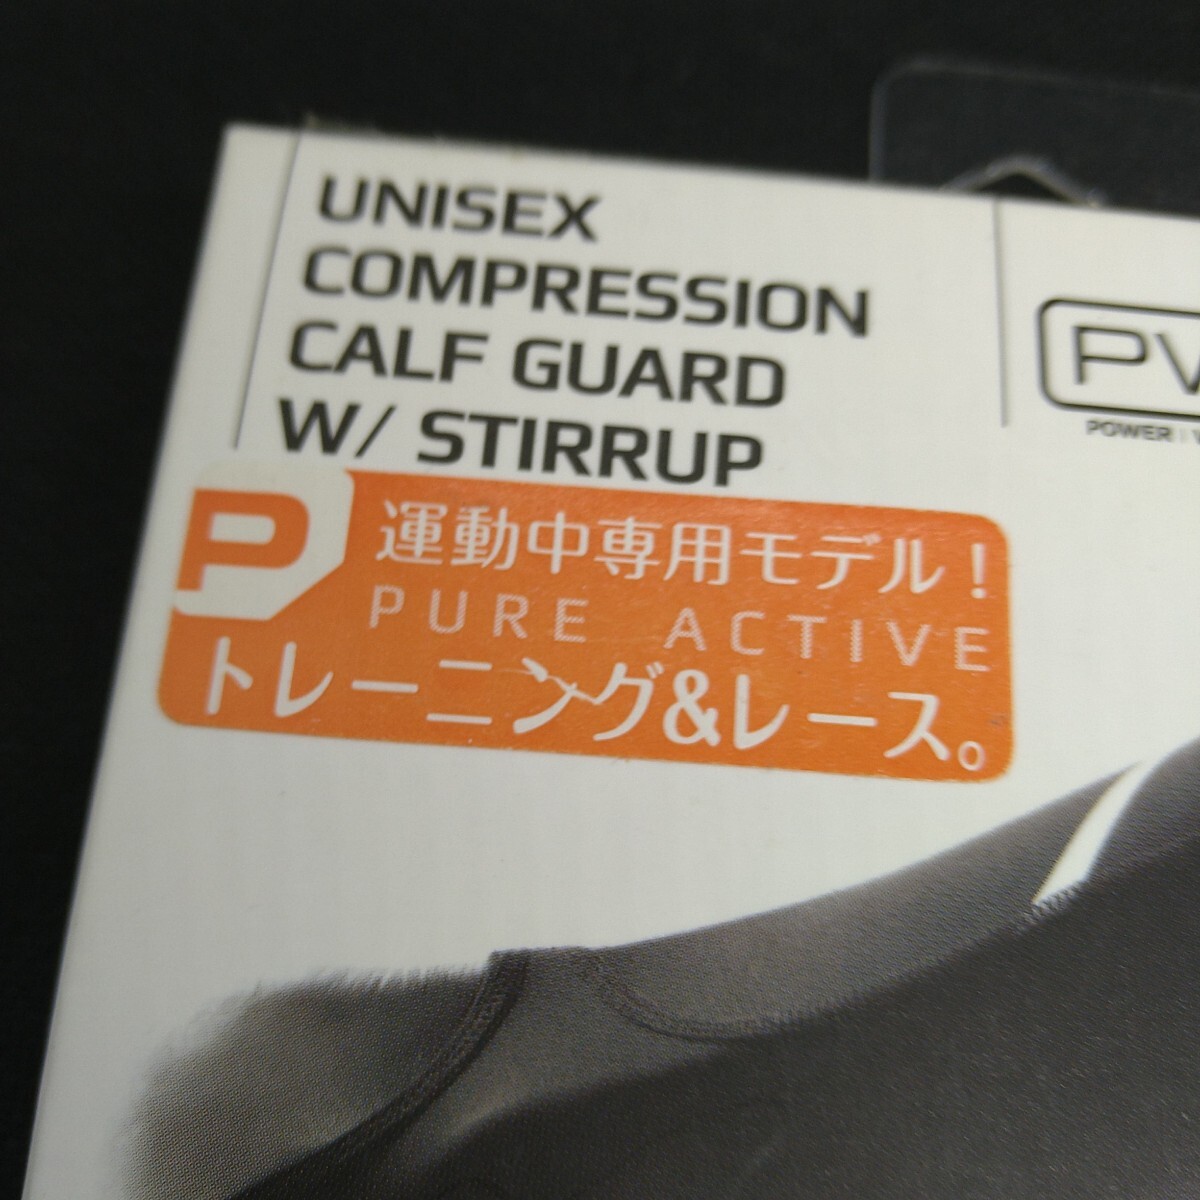 UNISEX
COMPRESSION
CALF GUARD
W/ STIRRUP
P 運動中専用モデル！
PURE ACTIVE
トレーニング&レース。
POWER